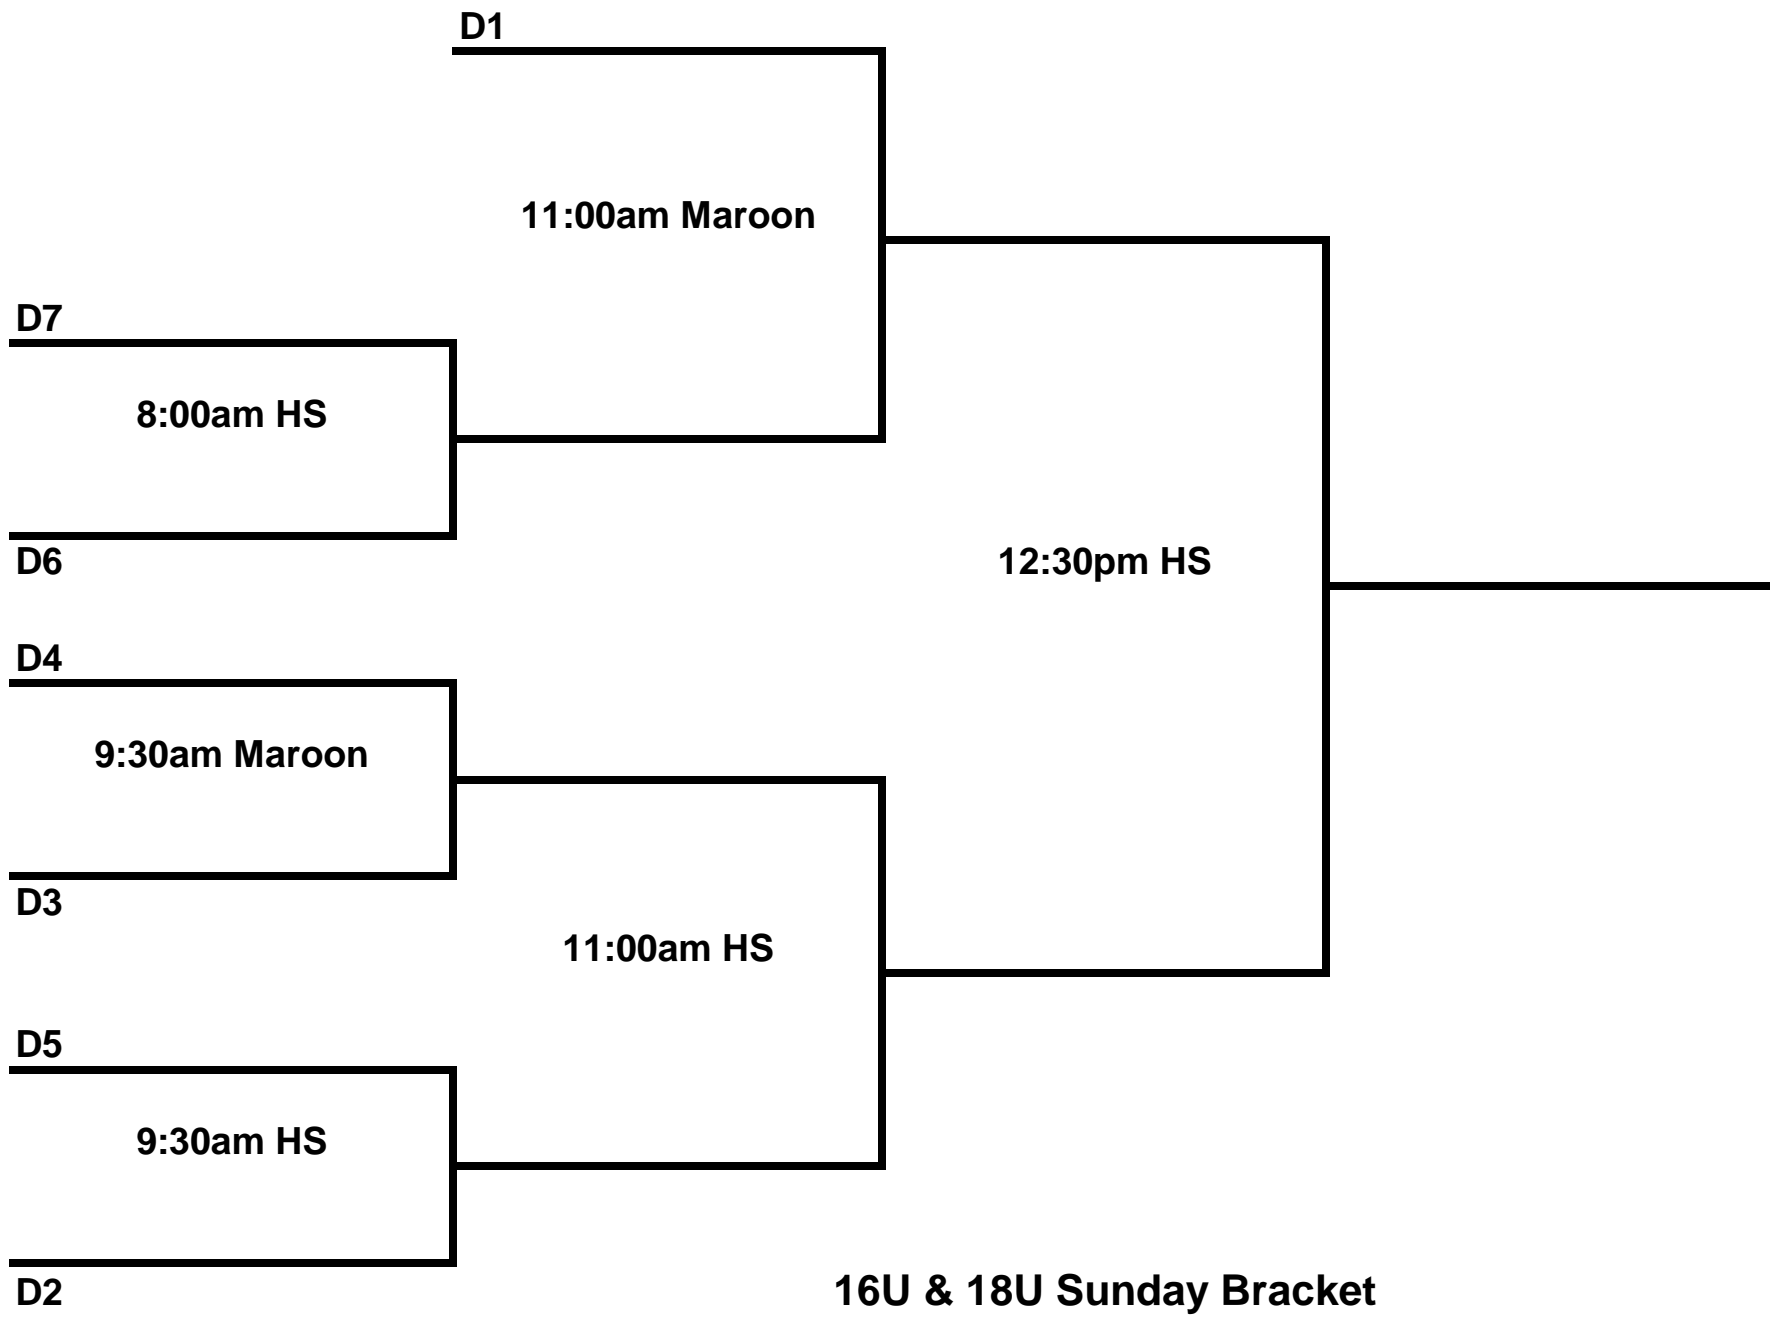 D1
11:00am Maroon
D7
8:00am HS
D6
12:30pm HS
D4
9:30am Maroon
D3
11:00am HS
D5
9:30am HS
D2
16U & 18U Sunday Bracket